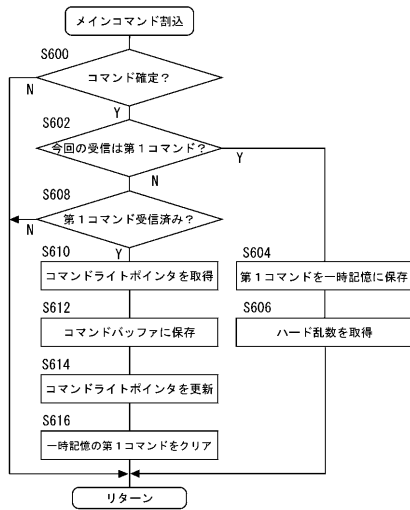 メインコマンド割込
S600
コマンド確定？
N
Y
S602
今回の受信は第１コマンド？
Y
N
S608
第１コマンド受信済み？
N
Y
S610
コマンドライトポインタを取得
S604
第１コマンドを一時記憶に保存
S612
コマンドバッファに保存
S606
ハード乱数を取得
S614
コマンドライトポインタを更新
S616
一時記憶の第１コマンドをクリア
リターン